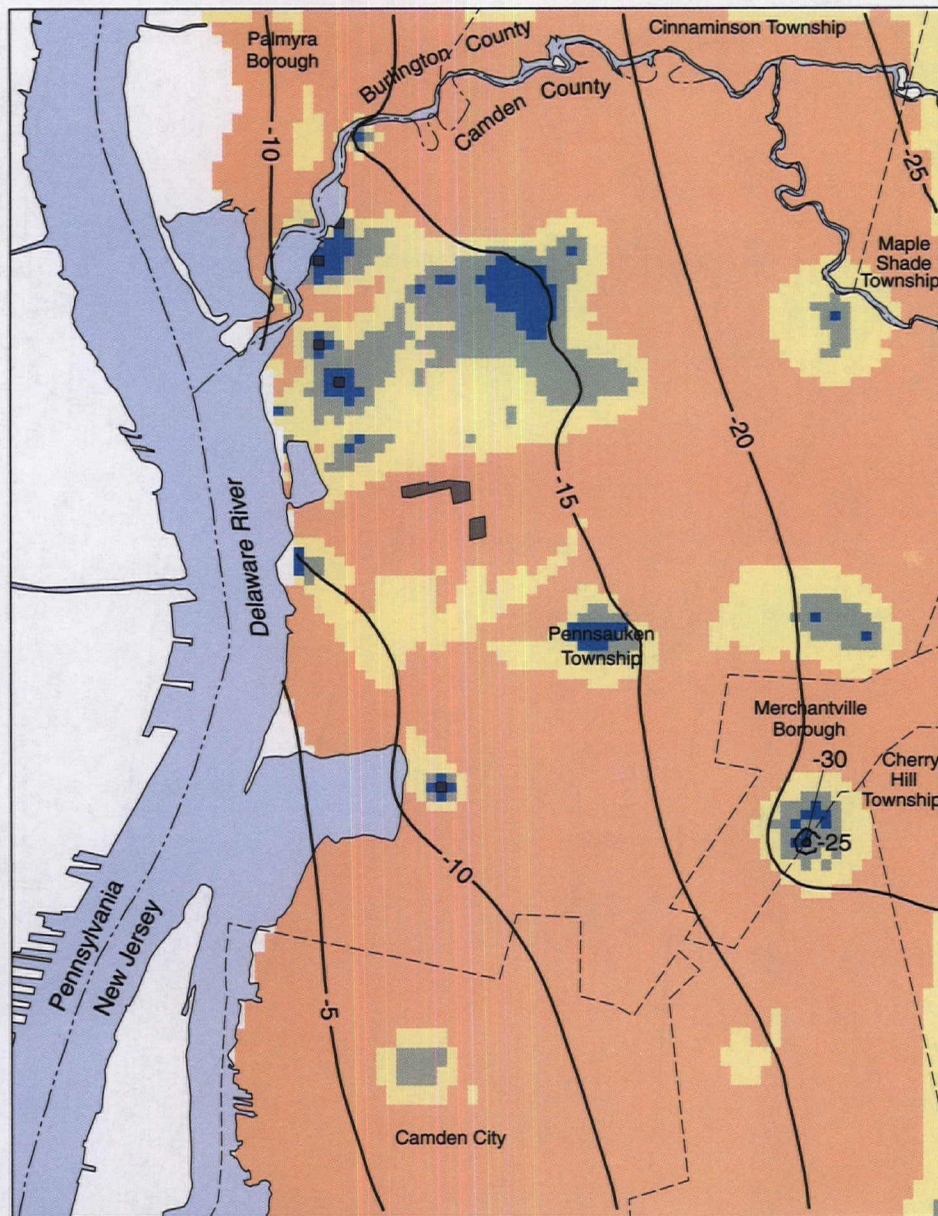 Palmyra
Borough
Burlington County
Cinnaminson Township
Camden County
-10
-25
Maple
Shade
Township
-20
-15
Delaware River
Pennsauken
Township
Merchantville
Borough
-30
Cherry
Hill
Township
-25
-10
Pennsylvania
New Jersey
-5
Camden City